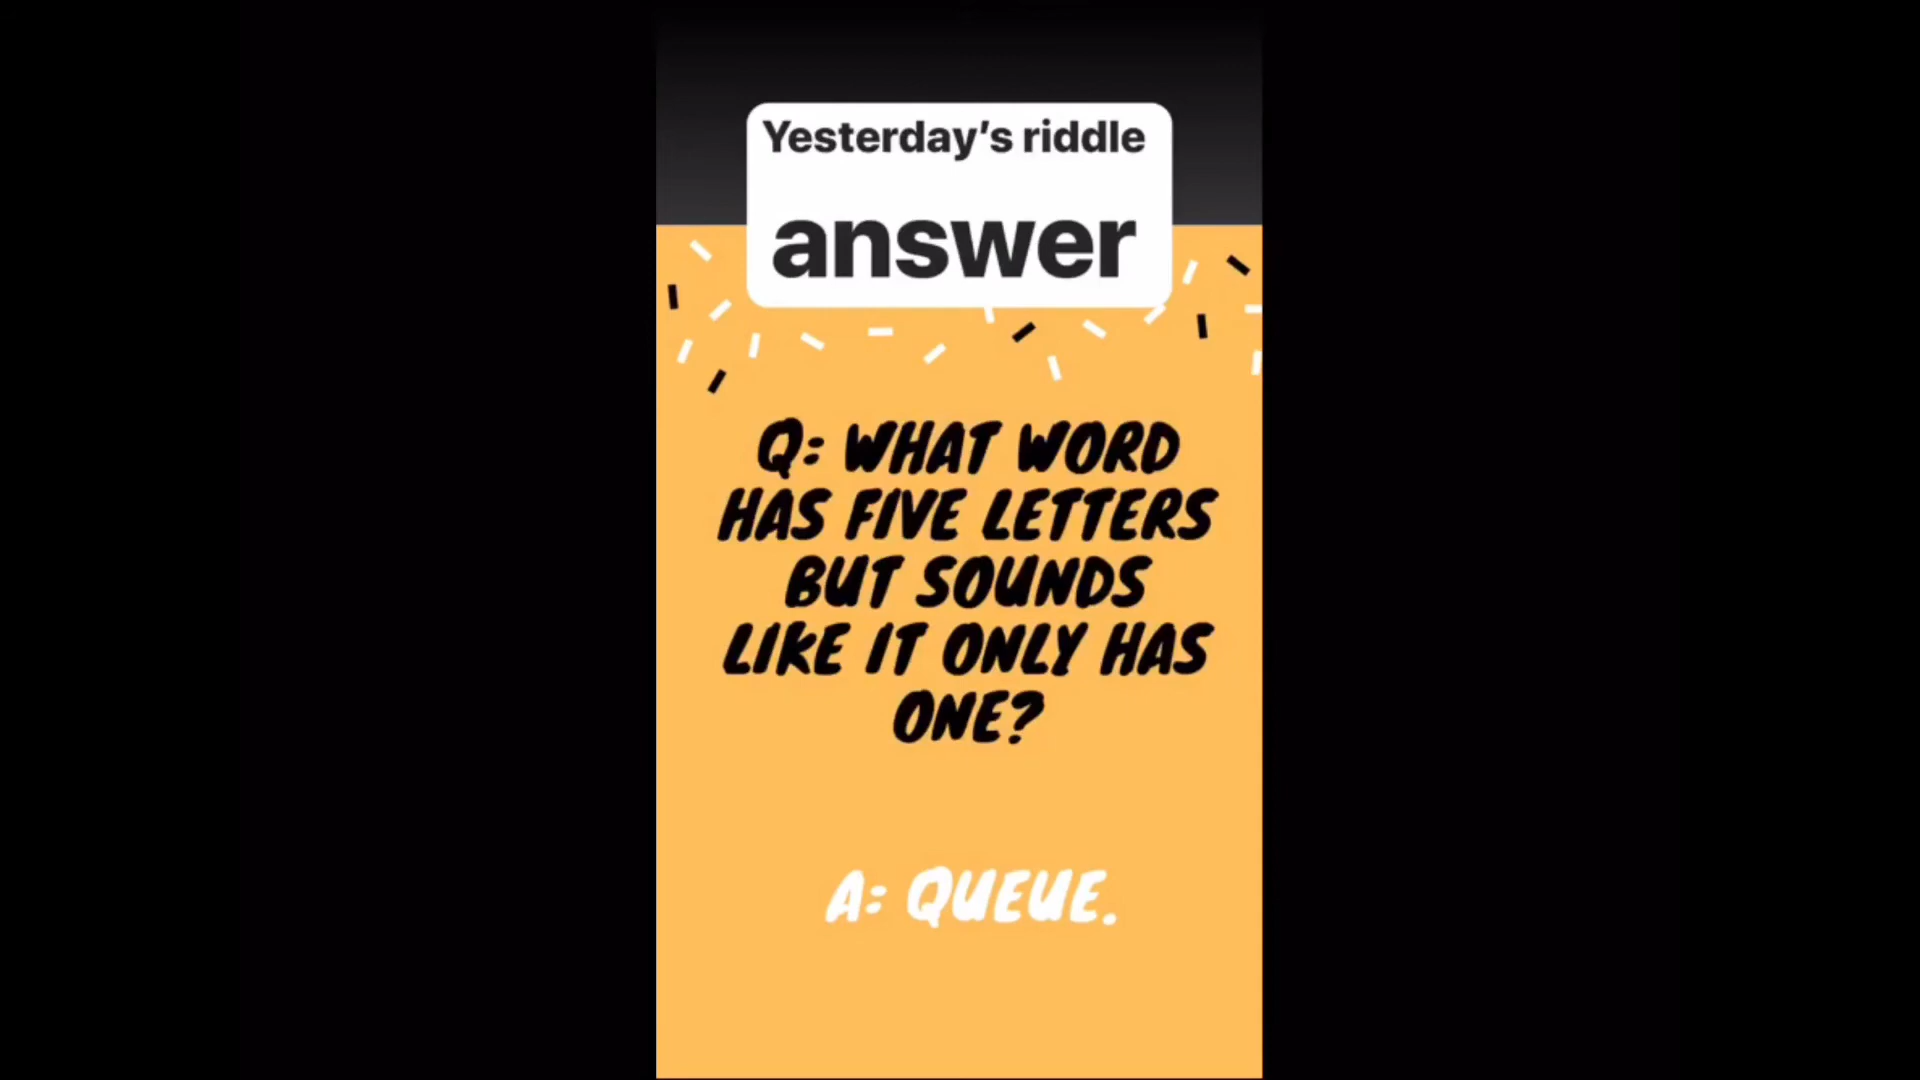 Yesterday’s riddle
answer
Q: WHAT WORD
HAS FIVE LETTERS
BUT SOUNDS
LIKE IT ONLY HAS
ONE?
A: QUEUE.